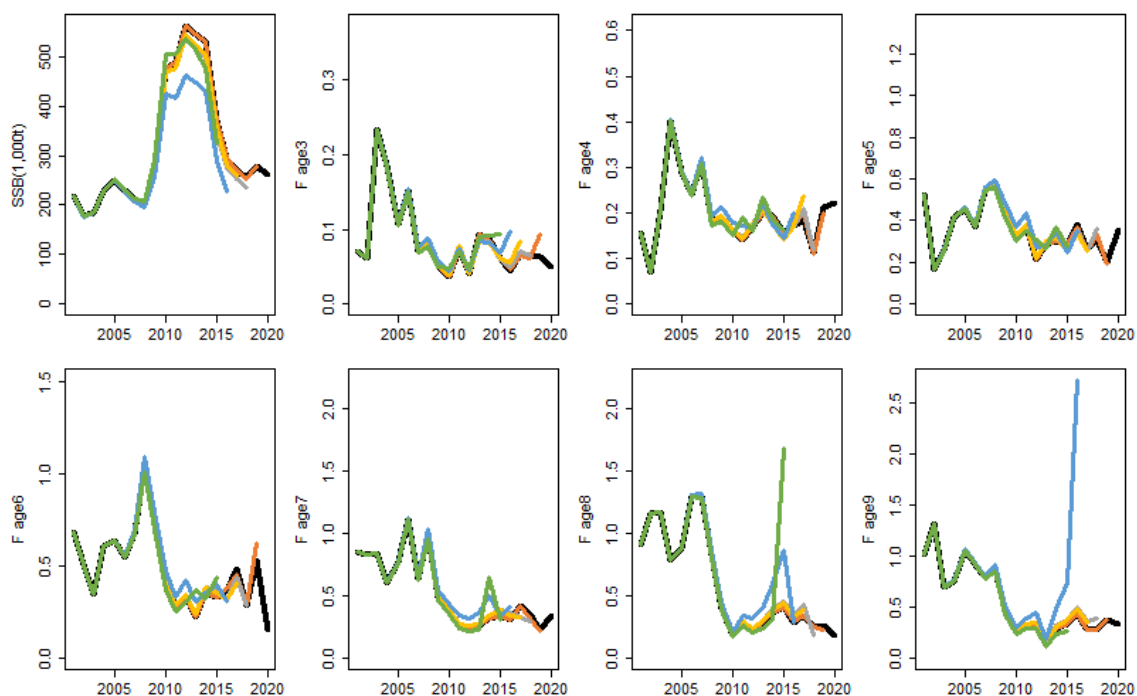 SSB(1,000t)
0 100 200 300 400 500
2005 2010 2015 2020
F age3
0.0 0.1 0.2 0.3
2005 2010 2015 2020
F age4
0.0 0.1 0.2 0.3 0.4 0.5 0.6
2005 2010 2015 2020
F age5
0.0 0.2 0.4 0.6 0.8 1.0 1.2
2005 2010 2015 2020
F age6
0.0 0.5 1.0 1.5
2005 2010 2015 2020
F age7
0.0 0.5 1.0 1.5 2.0
2005 2010 2015 2020
F age8
0.0 0.5 1.0 1.5 2.0
2005 2010 2015 2020
F age9
0.0 0.5 1.0 1.5 2.0 2.5
2005 2010 2015 2020